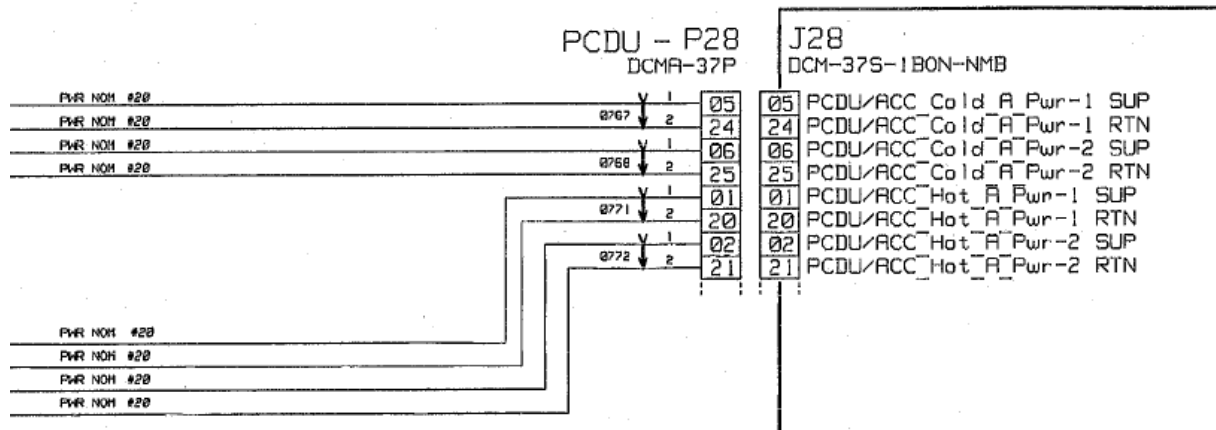 PCDU - P28 J28
DCMA-37P DCM-37S-1BON-NMB
PWR NOM #20 1 05 05 PCDU/ACC_Cold_A_Pwr-1 SUP
0767
PWR NOM #20 2 24 24 PCDU/ACC_Cold_A_Pwr-1 RTN
PWR NOM #20 1 06 06 PCDU/ACC_Cold_A_Pwr-2 SUP
0768
PWR NOM #20 2 25 25 PCDU/ACC_Cold_A_Pwr-2 RTN
1 01 01 PCDU/ACC_Hot_A_Pwr-1 SUP
0771
2 20 20 PCDU/ACC_Hot_A_Pwr-1 RTN
1 02 02 PCDU/ACC_Hot_A_Pwr-2 SUP
0772
2 21 21 PCDU/ACC_Hot_A_Pwr-2 RTN
PWR NOM #20
PWR NOM #20
PWR NOM #20
PWR NOM #20